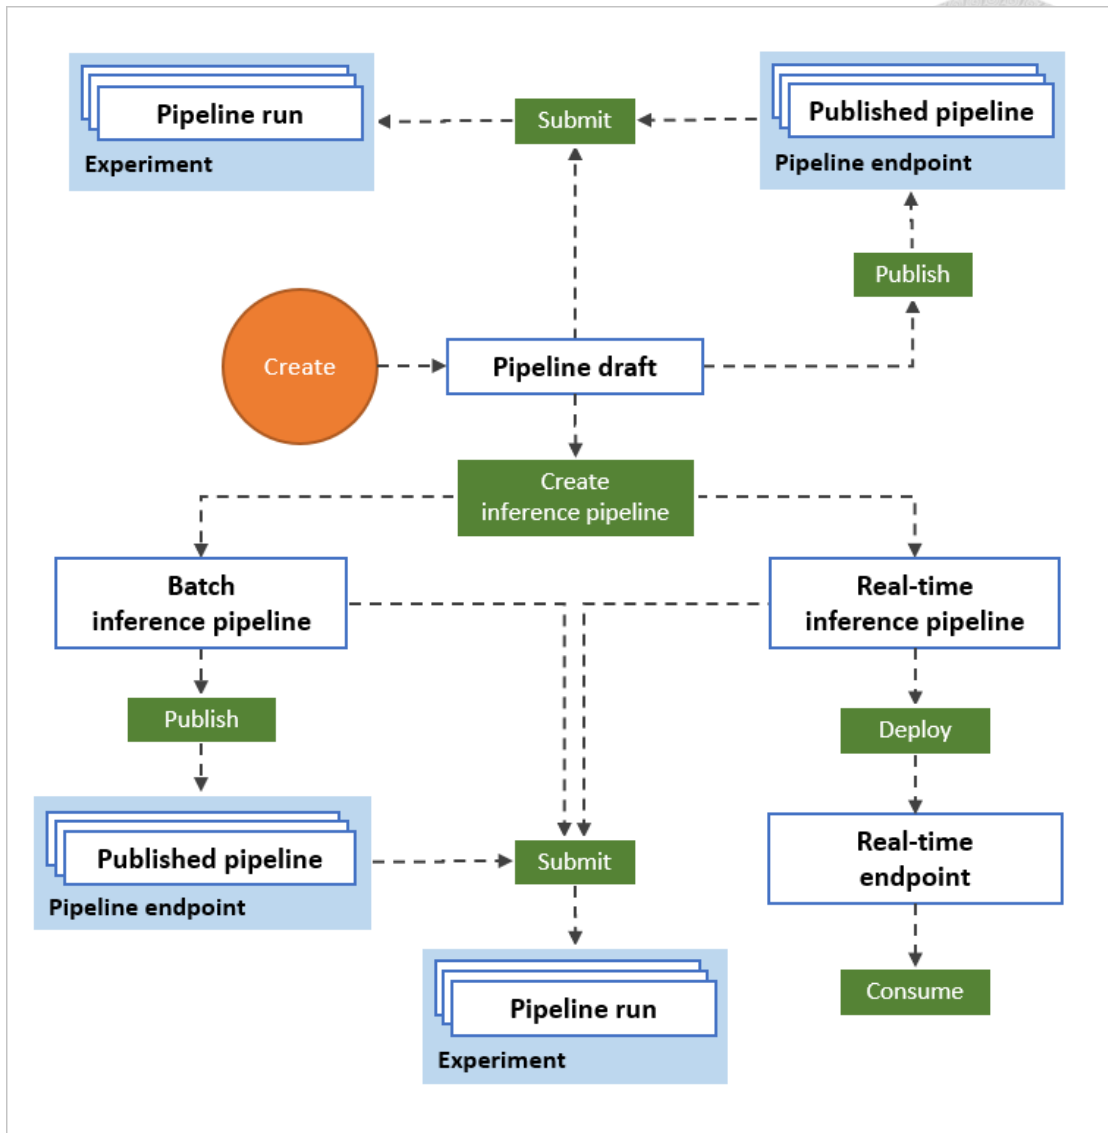 Pipeline run
Experiment
Submit
Published pipeline
Pipeline endpoint
Publish
Create
Pipeline draft
Create
inference pipeline
Batch
inference pipeline
Real-time
inference pipeline
Publish
Deploy
Published pipeline
Pipeline endpoint
Submit
Real-time
endpoint
Pipeline run
Experiment
Consume